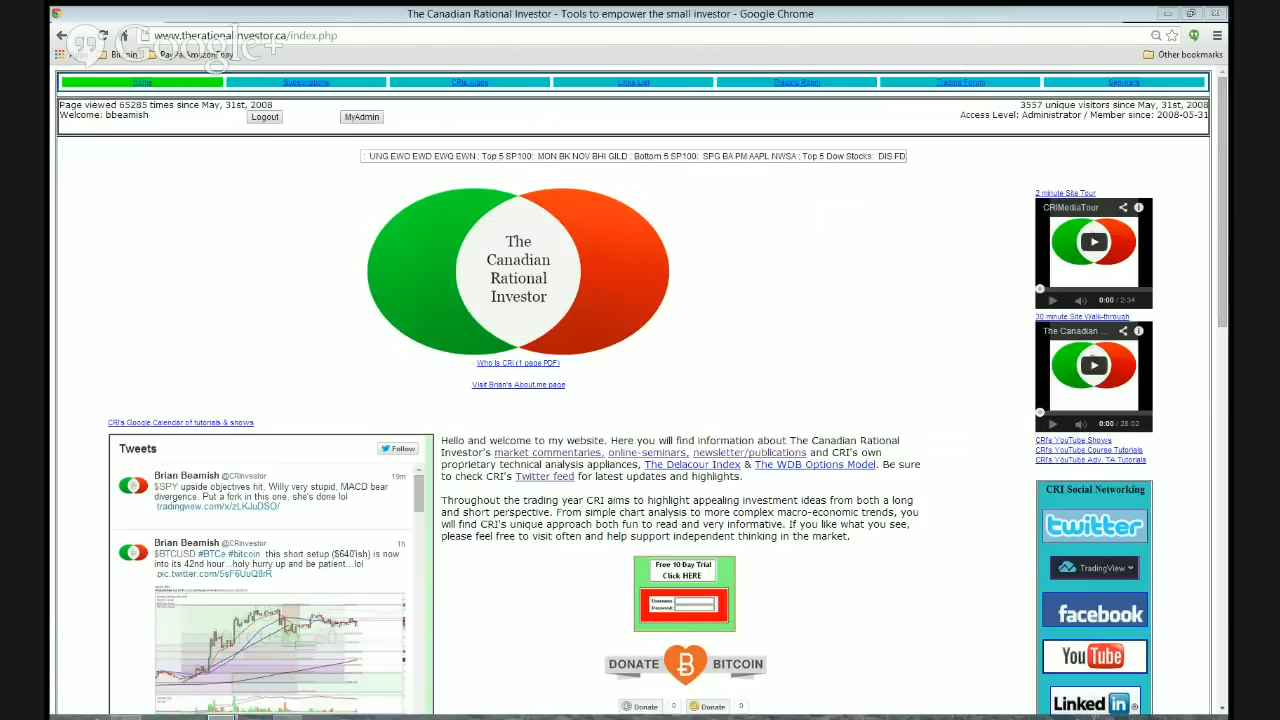 The Canadian Rational Investor - Tools to empower the small investor - Google Chrome
www.therationalinvestor.ca/index.php
Google+
Bitcoin PayPalAmazonEbay Other bookmarks
Home Subscriptions CRIs Apps Links List Trading Room Trading Forum Seminars
Page viewed 65285 times since May, 31st, 2008
3557 unique visitors since May, 31st, 2008
Welcome: bbeamish Logout MyAdmin
Access Level: Administrator / Member since: 2008-05-31
: UNG EWO EWD EWQ EWN : Top 5 SP100: MON BK NOV BHI GILD : Bottom 5 SP100: SPG BA PM AAPL NWSA : Top 5 Dow Stocks: DIS FD
The
Canadian
Rational
Investor
Who Is CRI (1 page PDF)
Visit Brian's About.me page
2 minute Site Tour
CRIMediaTour
0:00 / 2:34
30 minute Site Walk-through
The Canadian ...
0:00 / 28:02
CRI's YouTube Shows
CRI's YouTube Course Tutorials
CRI's YouTube Adv. TA Tutorials
CRI's Google Calendar of tutorials & shows
Tweets Follow
Brian Beamish @CRInvestor 19m
$SPY upside objectives hit, Willy very stupid, MACD bear
divergence. Put a fork in this one, she's done lol
tradingview.com/x/zLKJuDSO/
Brian Beamish @CRInvestor 1h
$BTCUSD #BTCe #bitcoin this short setup ($640'ish) is now
into its 42nd hour...holy hurry up and be patient...lol
pic.twitter.com/5sF6UuQ8rR
Hello and welcome to my website. Here you will find information about The Canadian Rational
Investor's market commentaries, online-seminars, newsletter/publications and CRI's own
proprietary technical analysis appliances, The Delacour Index & The WDB Options Model. Be sure
to check CRI's Twitter feed for latest updates and highlights.
Throughout the trading year CRI aims to highlight appealing investment ideas from both a long
and short perspective. From simple chart analysis to more complex macro-economic trends, you
will find CRI's unique approach both fun to read and very informative. If you like what you see,
please feel free to visit often and help support independent thinking in the market.
Free 10 Day Trial
Click HERE
Username
Password:
DONATE BITCOIN
Donate 0 Donate 0
CRI Social Networking
twitter
TradingView
facebook
YouTube
Linked in